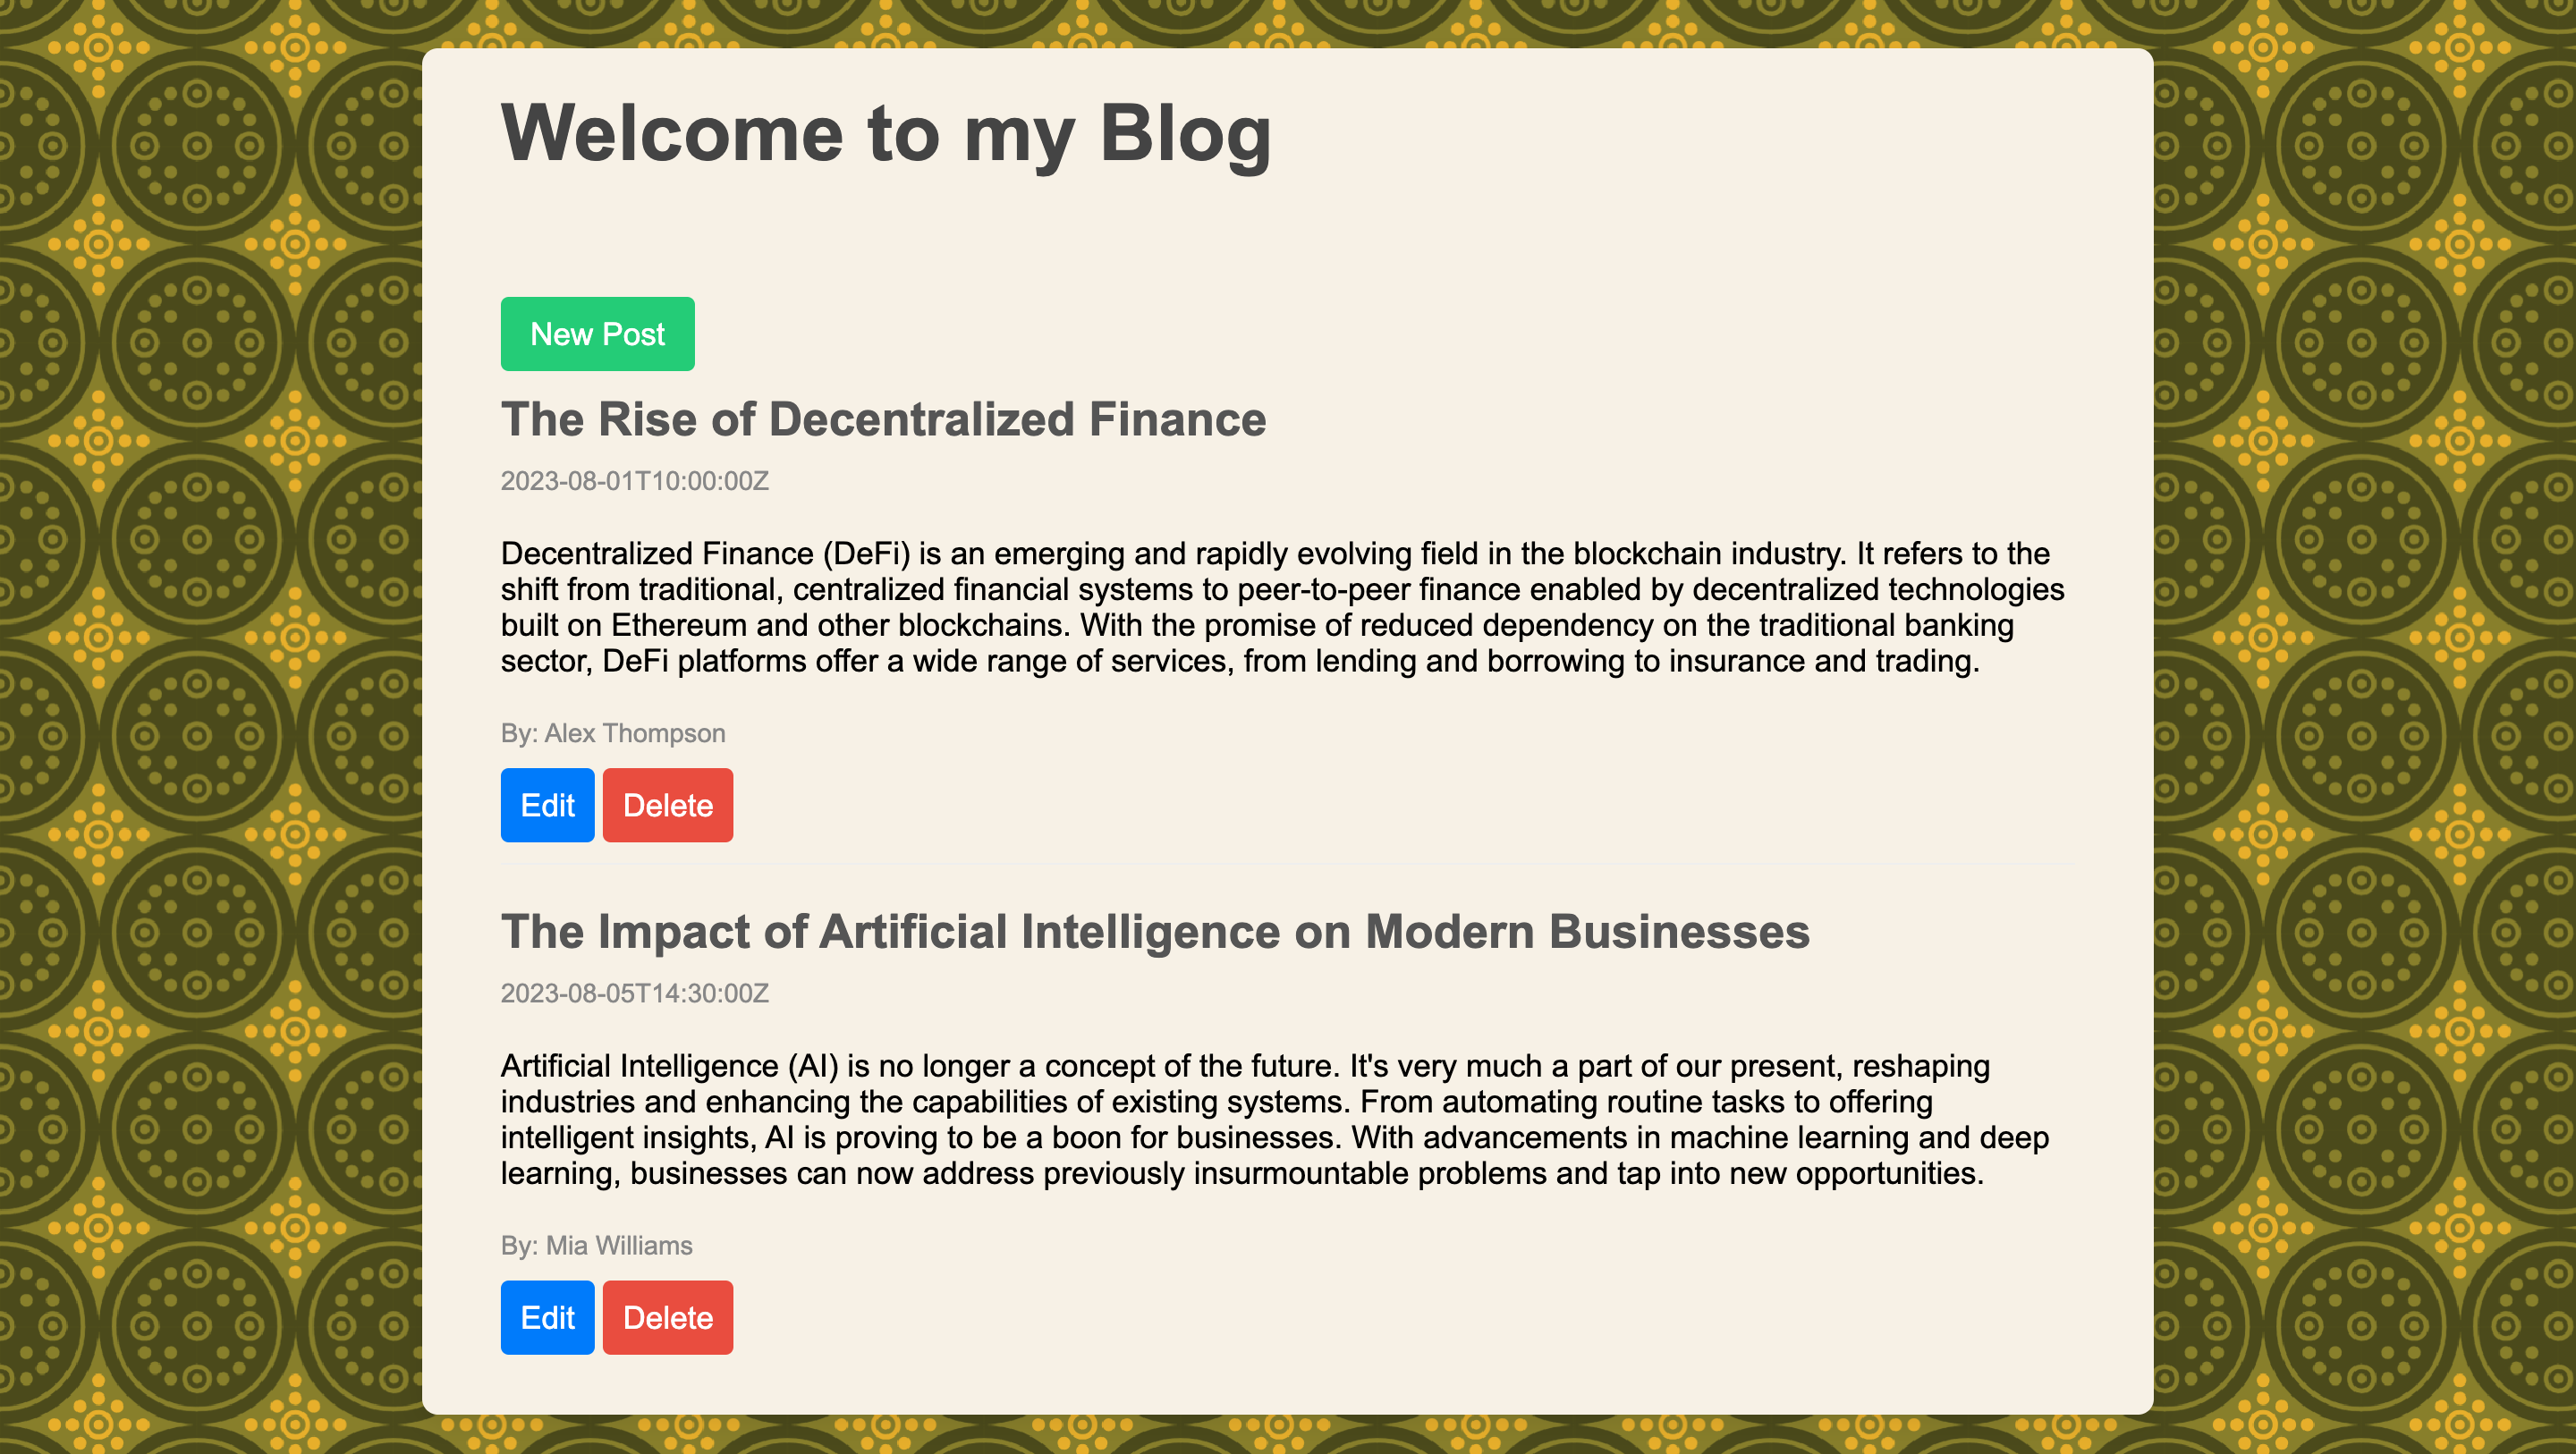 Welcome to my Blog
New Post
The Rise of Decentralized Finance
2023-08-01T10:00:00Z
Decentralized Finance (DeFi) is an emerging and rapidly evolving field in the blockchain industry. It refers to the
shift from traditional, centralized financial systems to peer-to-peer finance enabled by decentralized technologies
built on Ethereum and other blockchains. With the promise of reduced dependency on the traditional banking
sector, DeFi platforms offer a wide range of services, from lending and borrowing to insurance and trading.
By: Alex Thompson
Edit Delete
The Impact of Artificial Intelligence on Modern Businesses
2023-08-05T14:30:00Z
Artificial Intelligence (AI) is no longer a concept of the future. It's very much a part of our present, reshaping
industries and enhancing the capabilities of existing systems. From automating routine tasks to offering
intelligent insights, AI is proving to be a boon for businesses. With advancements in machine learning and deep
learning, businesses can now address previously insurmountable problems and tap into new opportunities.
By: Mia Williams
Edit Delete